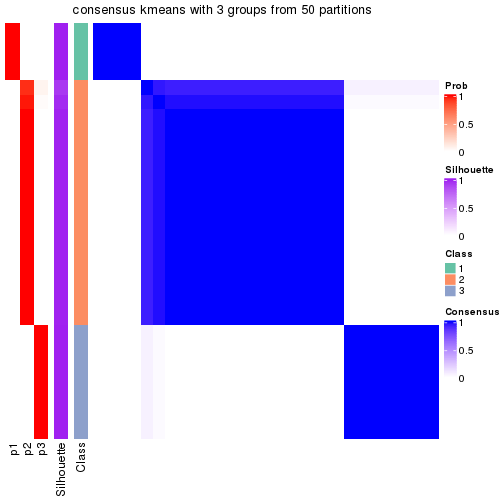 consensus kmeans with 3 groups from 50 partitions
Prob
1
0.5
0
Silhouette
1
0.5
0
Class
1
2
3
Consensus
1
0.5
0
p1
p2
p3
Silhouette
Class